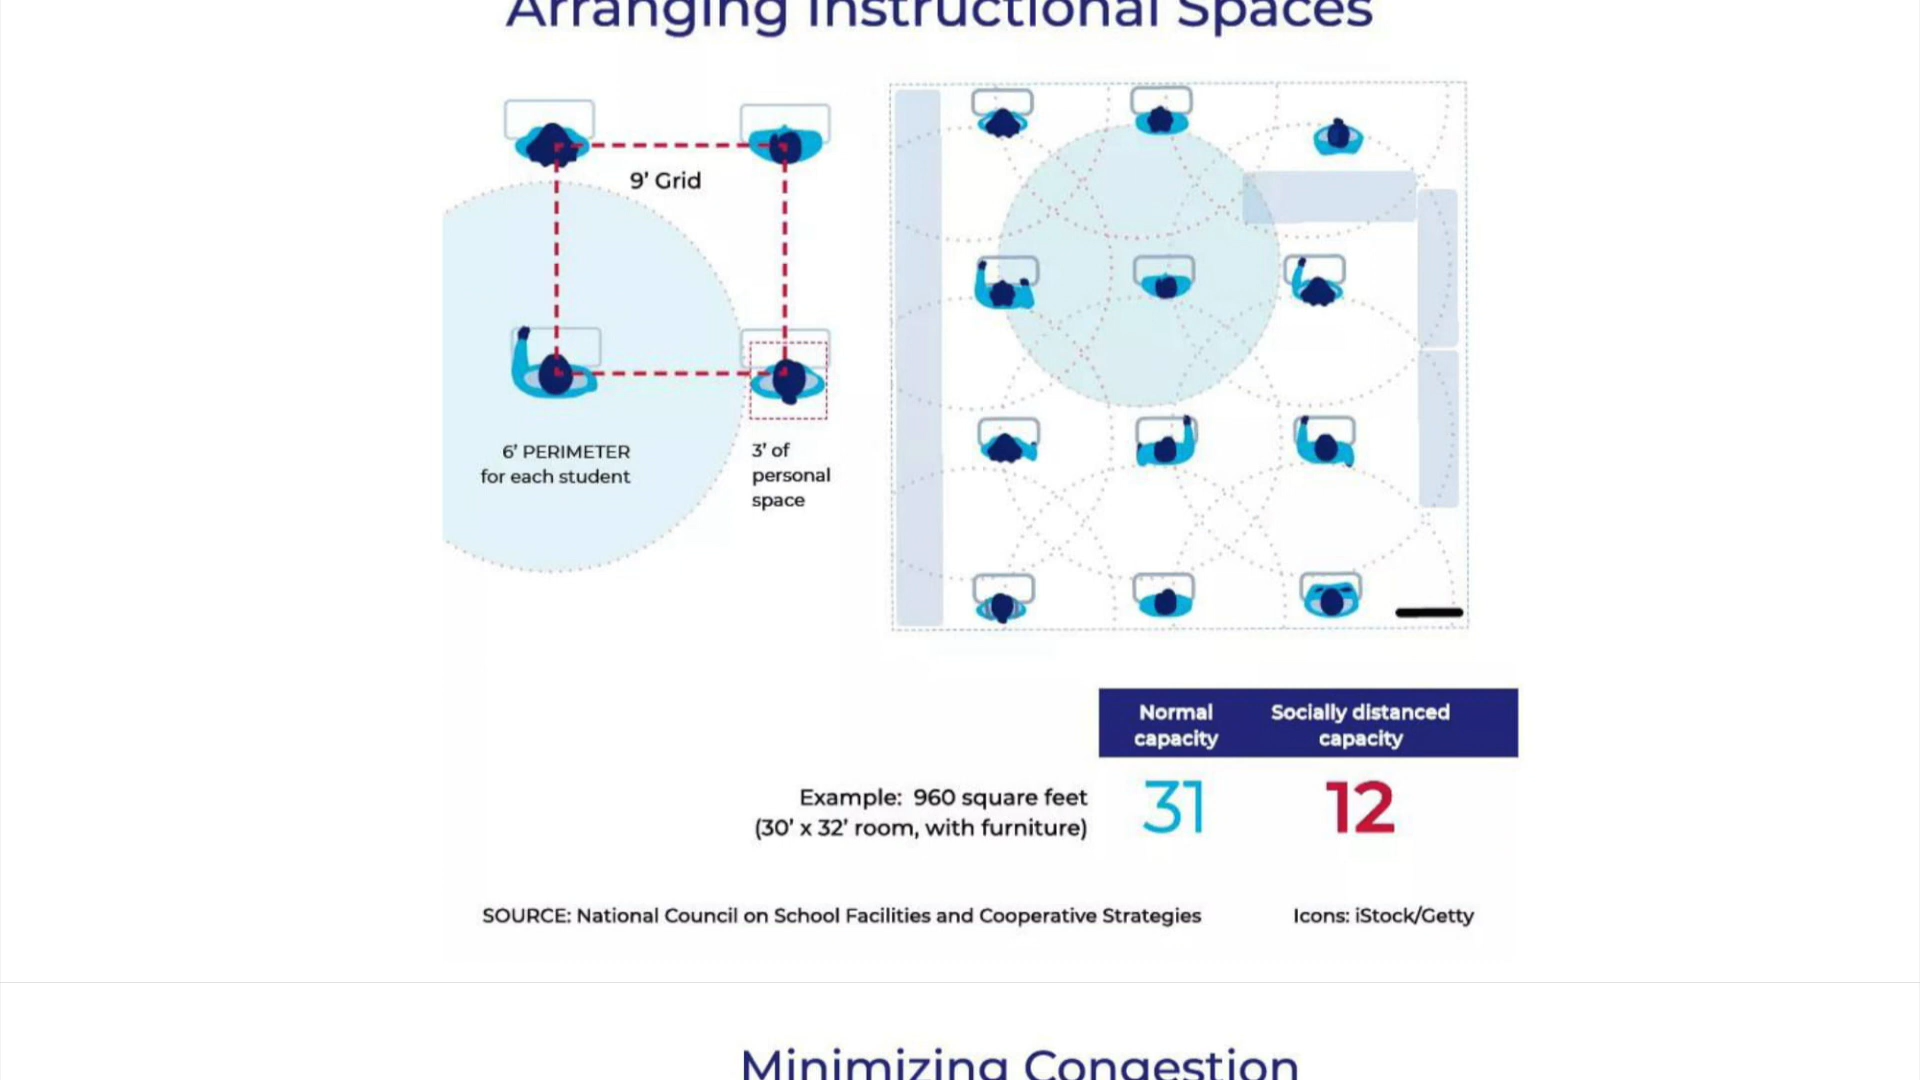 Arranging Instructional Spaces
9’ Grid
6’ PERIMETER
for each student
3’ of
personal
space
Normal
capacity
Socially distanced
capacity
Example: 960 square feet
(30’ x 32’ room, with furniture)
31
12
SOURCE: National Council on School Facilities and Cooperative Strategies
Icons: iStock/Getty
Minimizing Congestion